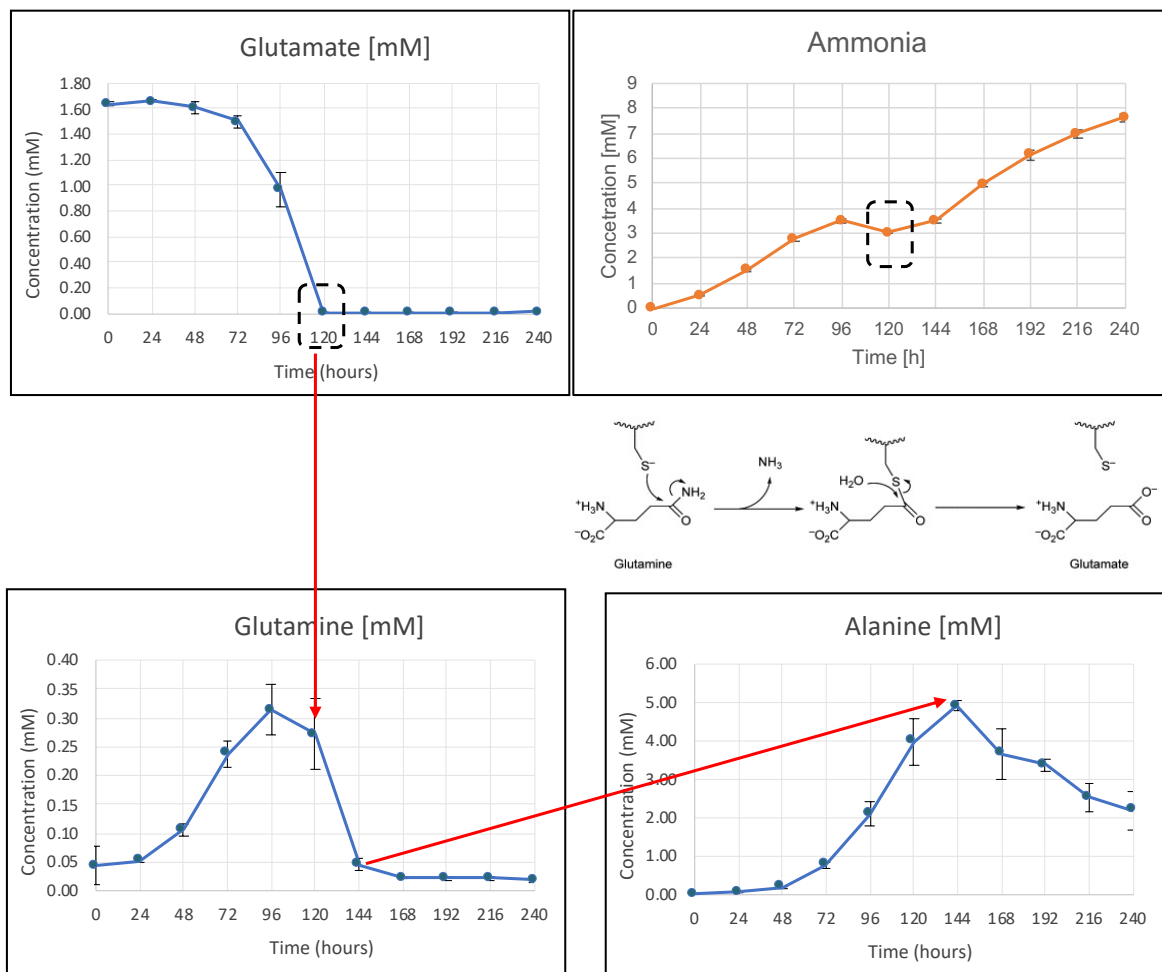 Glutamate [mM]
Concentration (mM)
1.80
1.60
1.40
1.20
1.00
0.80
0.60
0.40
0.20
0.00
0 24 48 72 96 120 144 168 192 216 240
Time (hours)
Ammonia
Concetration [mM]
9
8
7
6
5
4
3
2
1
0
0 24 48 72 96 120 144 168 192 216 240
Time [h]
S⁻
NH₂
⁺H₃N
⁻O₂C
O
Glutamine
NH₃
H₂O
S
⁺H₃N
⁻O₂C
O
S⁻
⁺H₃N
⁻O₂C
O⁻
O
Glutamate
Glutamine [mM]
Concentration (mM)
0.40
0.35
0.30
0.25
0.20
0.15
0.10
0.05
0.00
0 24 48 72 96 120 144 168 192 216 240
Time (hours)
Alanine [mM]
Concentration (mM)
6.00
5.00
4.00
3.00
2.00
1.00
0.00
0 24 48 72 96 120 144 168 192 216 240
Time (hours)